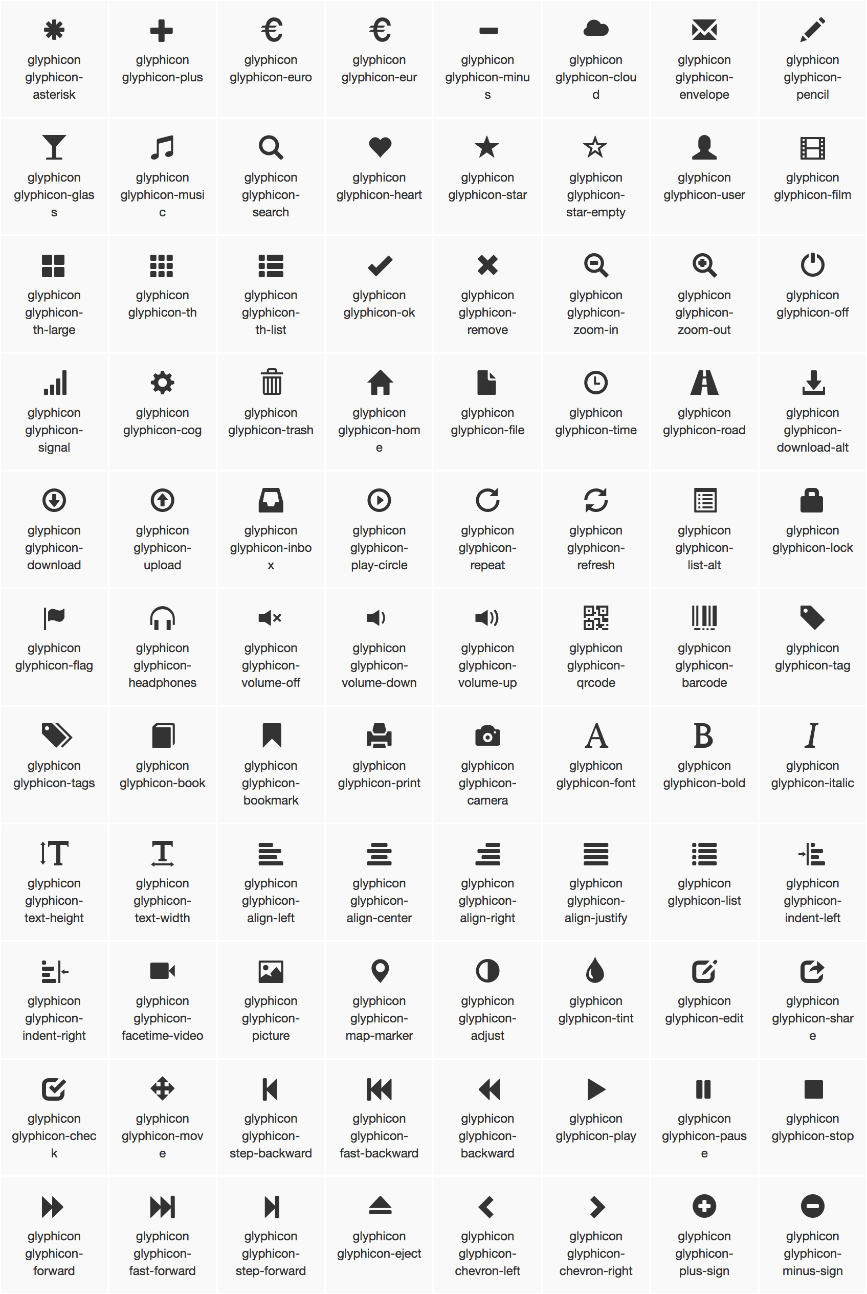 glyphicon
glyphicon-
asterisk
glyphicon
glyphicon-plus
glyphicon
glyphicon-euro
glyphicon
glyphicon-eur
glyphicon
glyphicon-minu
s
glyphicon
glyphicon-clou
d
glyphicon
glyphicon-
envelope
glyphicon
glyphicon-
pencil
glyphicon
glyphicon-glas
s
glyphicon
glyphicon-musi
c
glyphicon
glyphicon-
search
glyphicon
glyphicon-heart
glyphicon
glyphicon-star
glyphicon
glyphicon-
star-empty
glyphicon
glyphicon-user
glyphicon
glyphicon-film
glyphicon
glyphicon-
th-large
glyphicon
glyphicon-th
glyphicon
glyphicon-
th-list
glyphicon
glyphicon-ok
glyphicon
glyphicon-
remove
glyphicon
glyphicon-
zoom-in
glyphicon
glyphicon-
zoom-out
glyphicon
glyphicon-off
glyphicon
glyphicon-
signal
glyphicon
glyphicon-cog
glyphicon
glyphicon-trash
glyphicon
glyphicon-hom
e
glyphicon
glyphicon-file
glyphicon
glyphicon-time
glyphicon
glyphicon-road
glyphicon
glyphicon-
download-alt
glyphicon
glyphicon-
download
glyphicon
glyphicon-
upload
glyphicon
glyphicon-inbo
x
glyphicon
glyphicon-
play-circle
glyphicon
glyphicon-
repeat
glyphicon
glyphicon-
refresh
glyphicon
glyphicon-
list-alt
glyphicon
glyphicon-lock
glyphicon
glyphicon-flag
glyphicon
glyphicon-
headphones
glyphicon
glyphicon-
volume-off
glyphicon
glyphicon-
volume-down
glyphicon
glyphicon-
volume-up
glyphicon
glyphicon-
qrcode
glyphicon
glyphicon-
barcode
glyphicon
glyphicon-tag
glyphicon
glyphicon-tags
glyphicon
glyphicon-book
glyphicon
glyphicon-
bookmark
glyphicon
glyphicon-print
glyphicon
glyphicon-
camera
glyphicon
glyphicon-font
glyphicon
glyphicon-bold
glyphicon
glyphicon-italic
glyphicon
glyphicon-
text-height
glyphicon
glyphicon-
text-width
glyphicon
glyphicon-
align-left
glyphicon
glyphicon-
align-center
glyphicon
glyphicon-
align-right
glyphicon
glyphicon-
align-justify
glyphicon
glyphicon-list
glyphicon
glyphicon-
indent-left
glyphicon
glyphicon-
indent-right
glyphicon
glyphicon-
facetime-video
glyphicon
glyphicon-
picture
glyphicon
glyphicon-
map-marker
glyphicon
glyphicon-
adjust
glyphicon
glyphicon-tint
glyphicon
glyphicon-edit
glyphicon
glyphicon-shar
e
glyphicon
glyphicon-chec
k
glyphicon
glyphicon-mov
e
glyphicon
glyphicon-
step-backward
glyphicon
glyphicon-
fast-backward
glyphicon
glyphicon-
backward
glyphicon
glyphicon-play
glyphicon
glyphicon-paus
e
glyphicon
glyphicon-stop
glyphicon
glyphicon-
forward
glyphicon
glyphicon-
fast-forward
glyphicon
glyphicon-
step-forward
glyphicon
glyphicon-eject
glyphicon
glyphicon-
chevron-left
glyphicon
glyphicon-
chevron-right
glyphicon
glyphicon-
plus-sign
glyphicon
glyphicon-
minus-sign